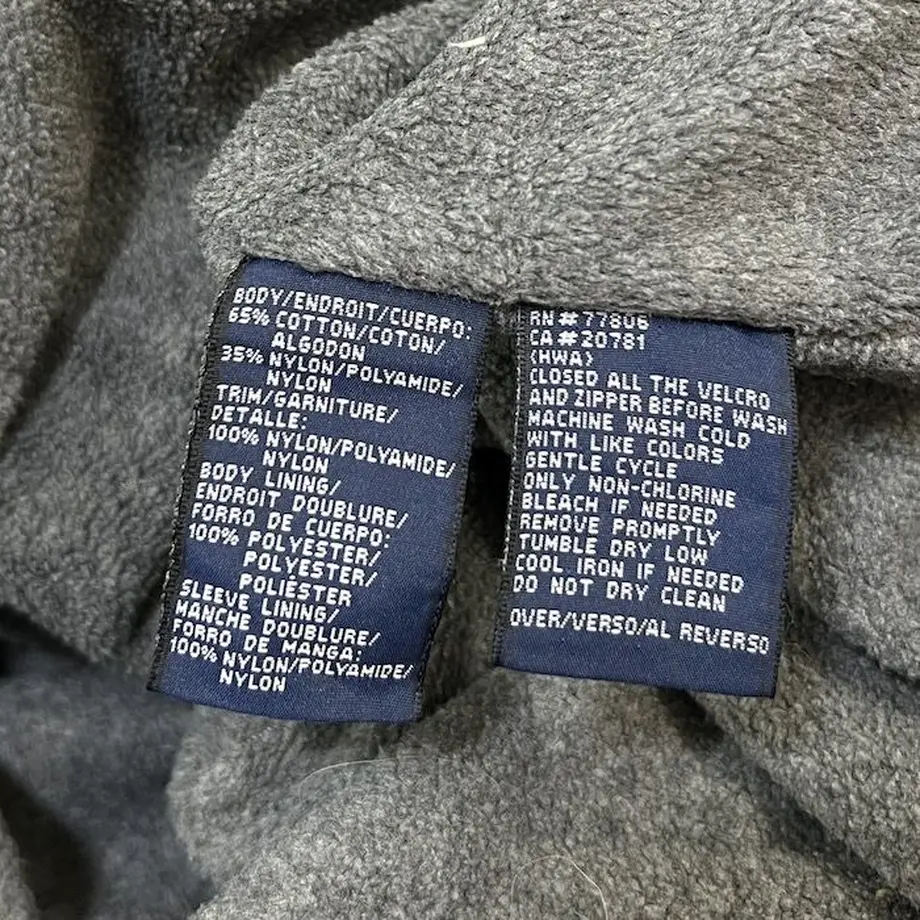 BODY/ENDROIT/CUERPO:
65% COTTON/COTON/
ALGODON
35% NYLON/POLYAMIDE/
NYLON
TRIM/GARNITURE/
DETALLE:
100% NYLON/POLYAMIDE/
NYLON
BODY LINING/
ENDROIT DOUBLURE/
FORRO DE CUERPO:
100% POLYESTER/
POLYESTER/
POLIÉSTER
SLEEVE LINING/
MANCHE DOUBLURE/
FORRO DE MANGA:
100% NYLON/POLYAMIDE/
NYLON
RN # 77806
CA # 20781
(HWA)
CLOSED ALL THE VELCRO
AND ZIPPER BEFORE WASH
MACHINE WASH COLD
WITH LIKE COLORS
GENTLE CYCLE
ONLY NON-CHLORINE
BLEACH IF NEEDED
REMOVE PROMPTLY
TUMBLE DRY LOW
COOL IRON IF NEEDED
DO NOT DRY CLEAN
OVER/VERSO/AL REVERSO